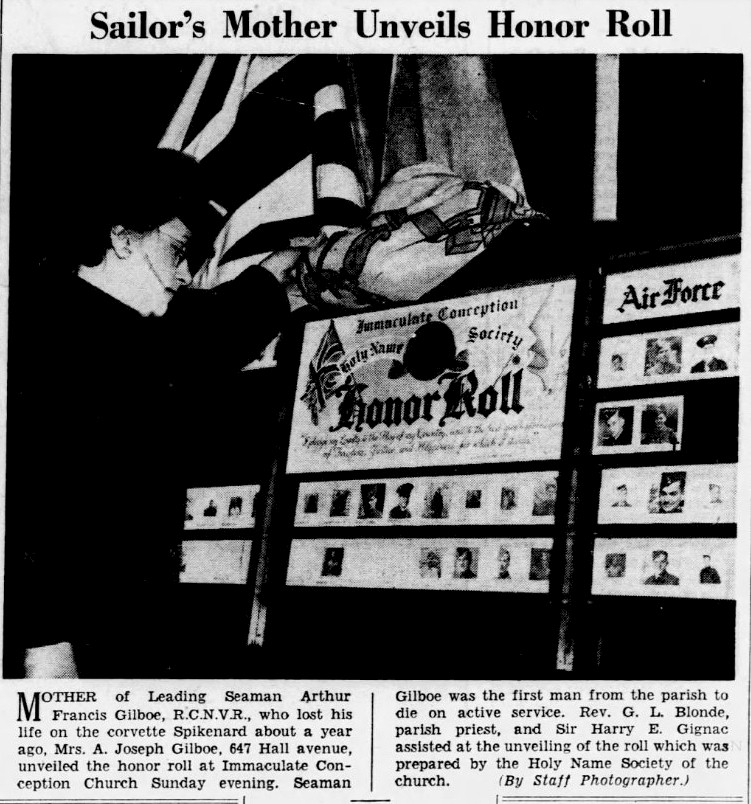 Sailor's Mother Unveils Honor Roll
Immaculate Conception
Holy Name Society
Honor Roll
Air Force
MOTHER of Leading Seaman Arthur
Francis Gilboe, R.C.N.V.R., who lost his
life on the corvette Spikenard about a year
ago, Mrs. A. Joseph Gilboe, 647 Hall avenue,
unveiled the honor roll at Immaculate Con-
ception Church Sunday evening. Seaman
Gilboe was the first man from the parish to
die on active service. Rev. G. L. Blonde,
parish priest, and Sir Harry E. Gignac
assisted at the unveiling of the roll which was
prepared by the Holy Name Society of the
church. (By Staff Photographer.)